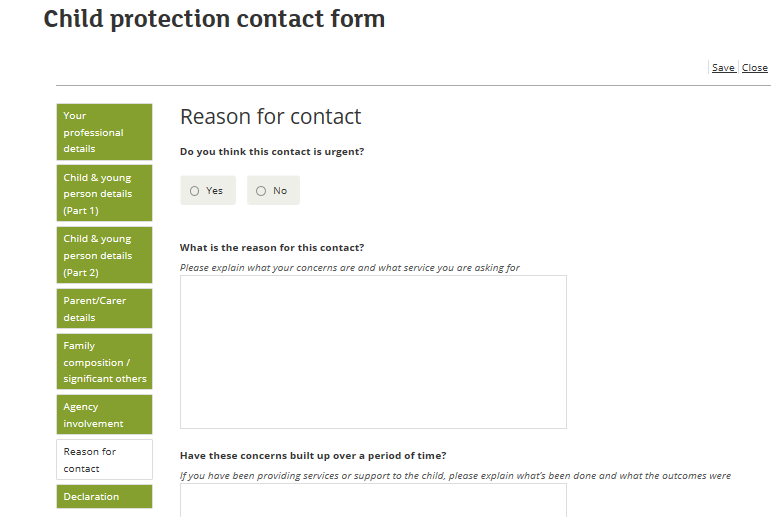 Child protection contact form
Save Close
Your
professional
details
Child & young
person details
(Part 1)
Child & young
person details
(Part 2)
Parent/Carer
details
Family
composition /
significant others
Agency
involvement
Reason for
contact
Declaration
Reason for contact
Do you think this contact is urgent?
Yes No
What is the reason for this contact?
Please explain what your concerns are and what service you are asking for
Have these concerns built up over a period of time?
If you have been providing services or support to the child, please explain what's been done and what the outcomes were